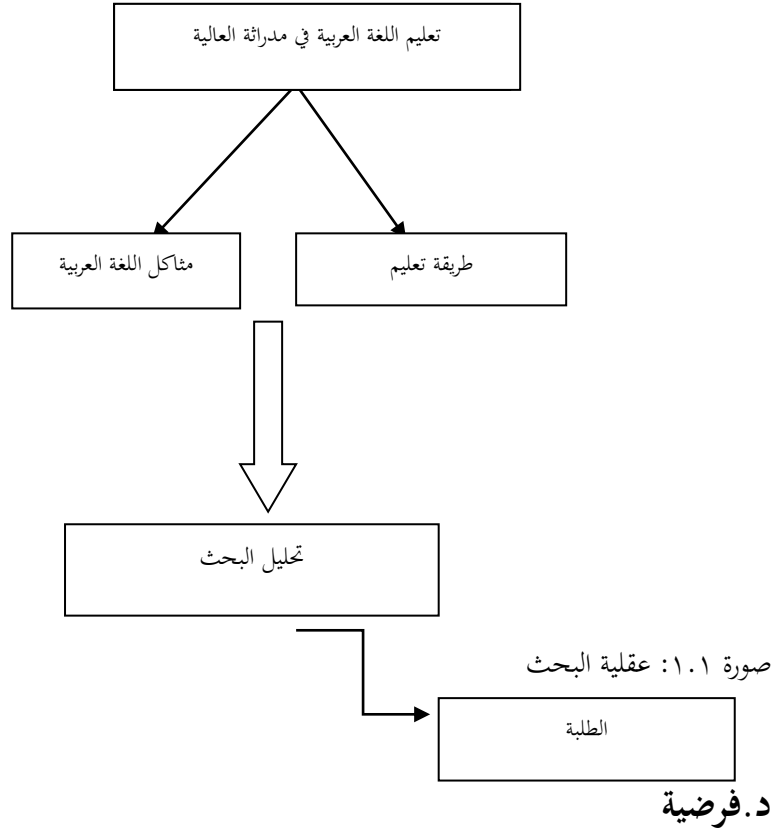 تعليم اللغة العربية في مدراثة العالية
طريقة تعليم
مثاكل اللغة العربية
تحليل البحث
صورة ١.١: عقلية البحث
الطلبة
د.فرضية